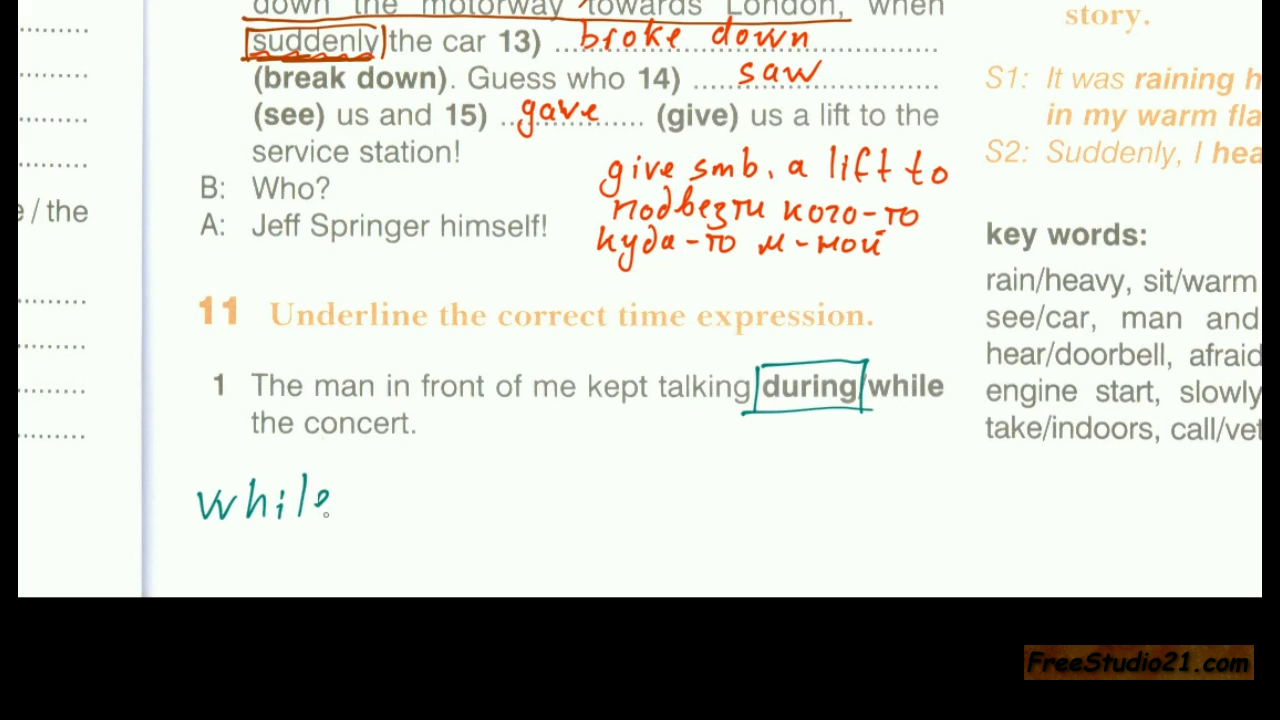 down the motorway towards London, when
suddenly the car 13) broke down
(break down). Guess who 14) saw
(see) us and 15) gave (give) us a lift to the
service station!
B: Who?
A: Jeff Springer himself!
give smb. a lift to
подвезти кого-то
куда-то м-мой
11 Underline the correct time expression.
1 The man in front of me kept talking during/while
the concert.
while
/ the
story.
S1: It was raining h
in my warm fla
S2: Suddenly, I hea
key words:
rain/heavy, sit/warm
see/car, man and
hear/doorbell, afraid
engine start, slowly
take/indoors, call/vet
FreeStudio21.com